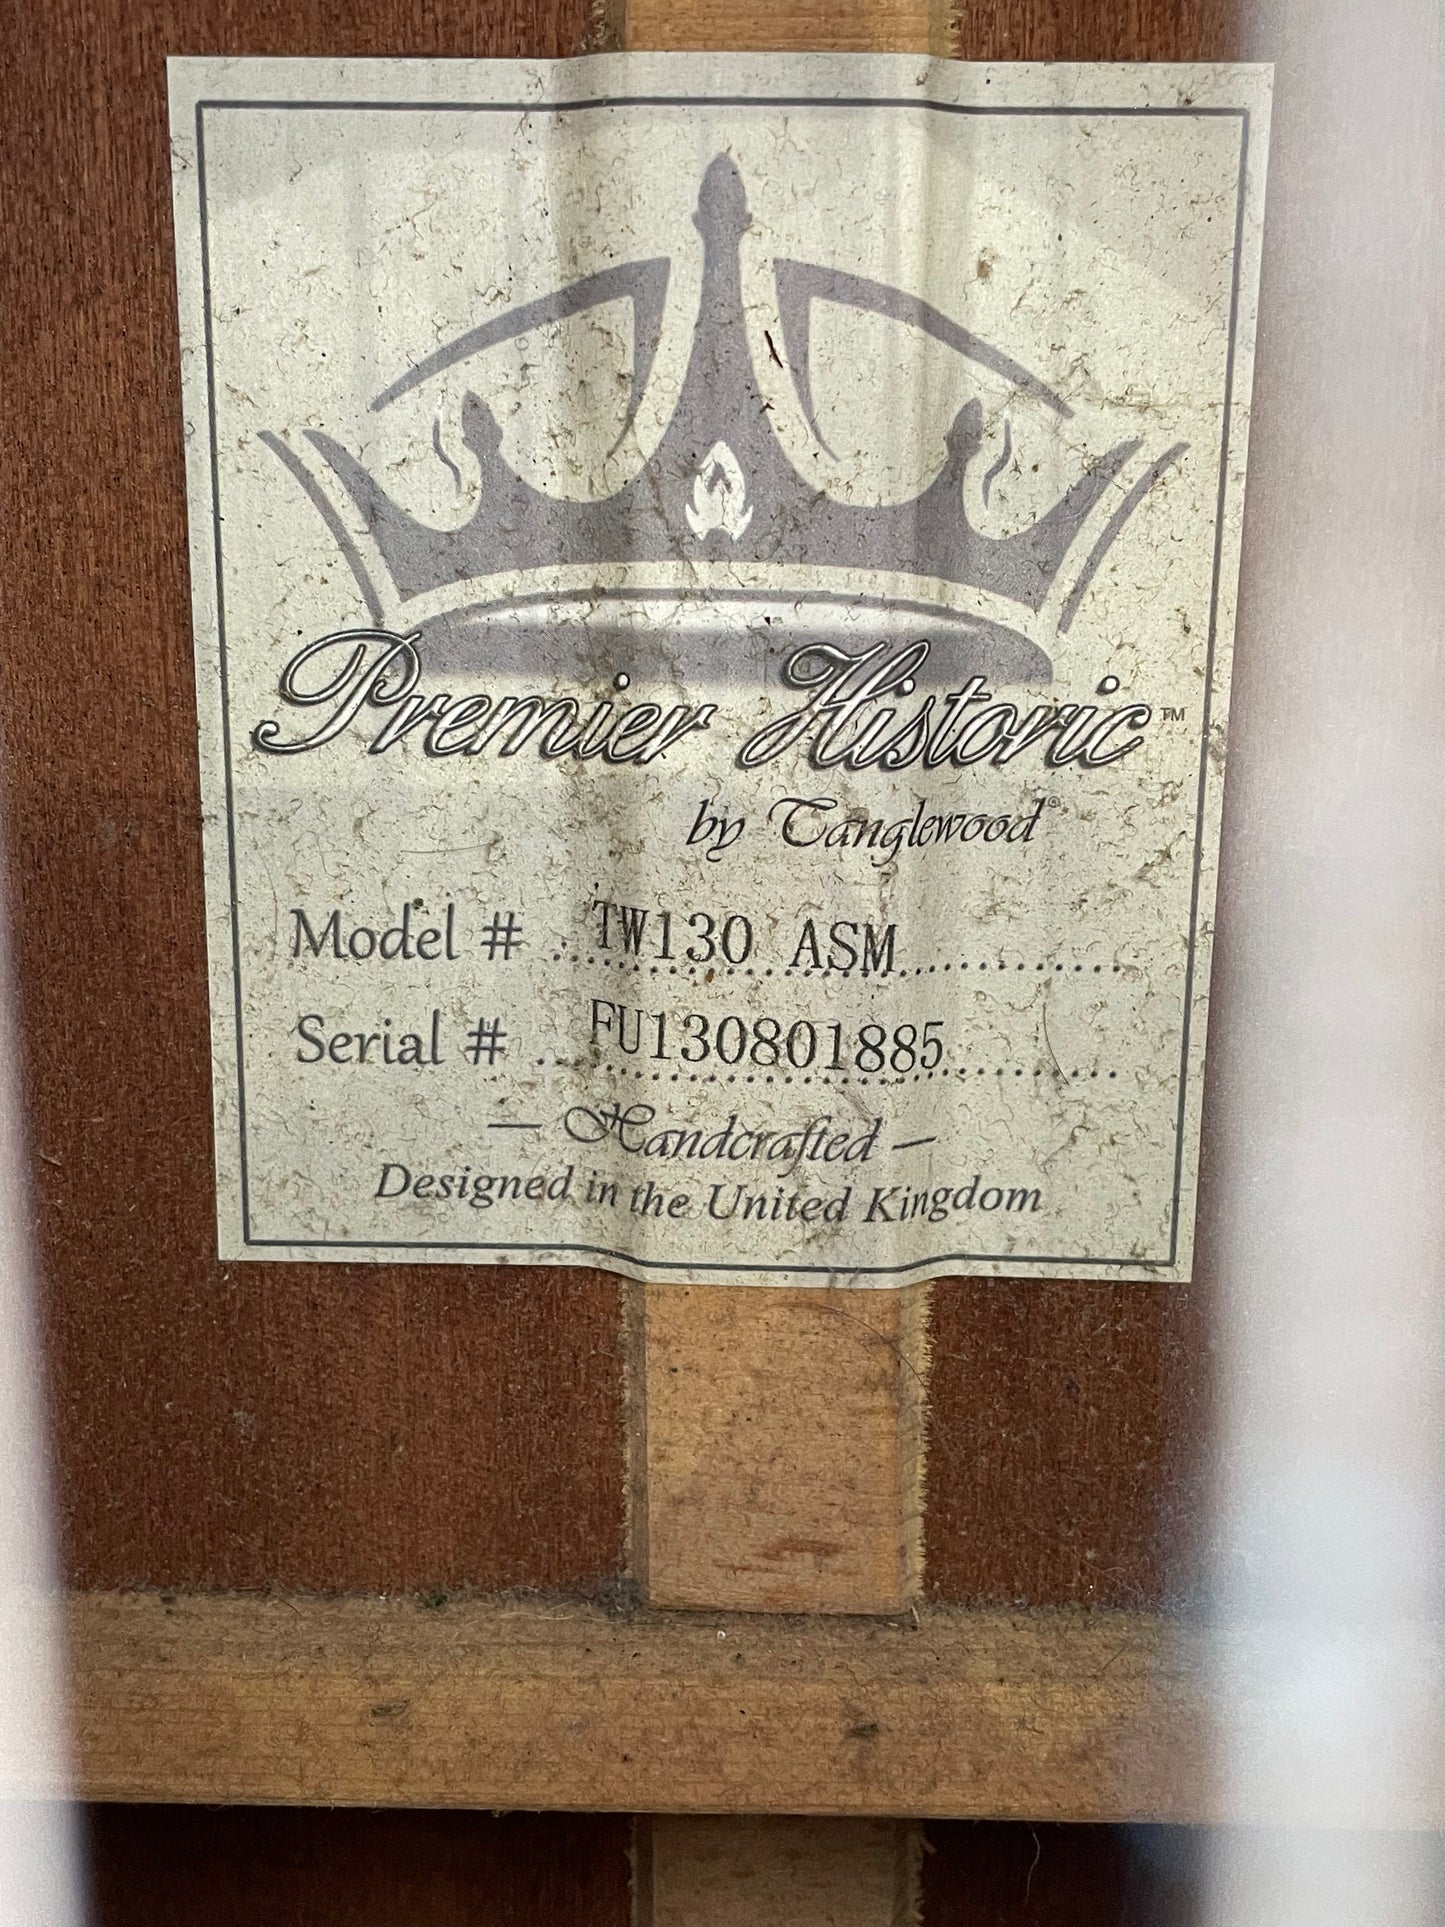 Premier Historic™
by Tanglewood®
Model # TW130 ASM
Serial # FU130801885
— Handcrafted —
Designed in the United Kingdom